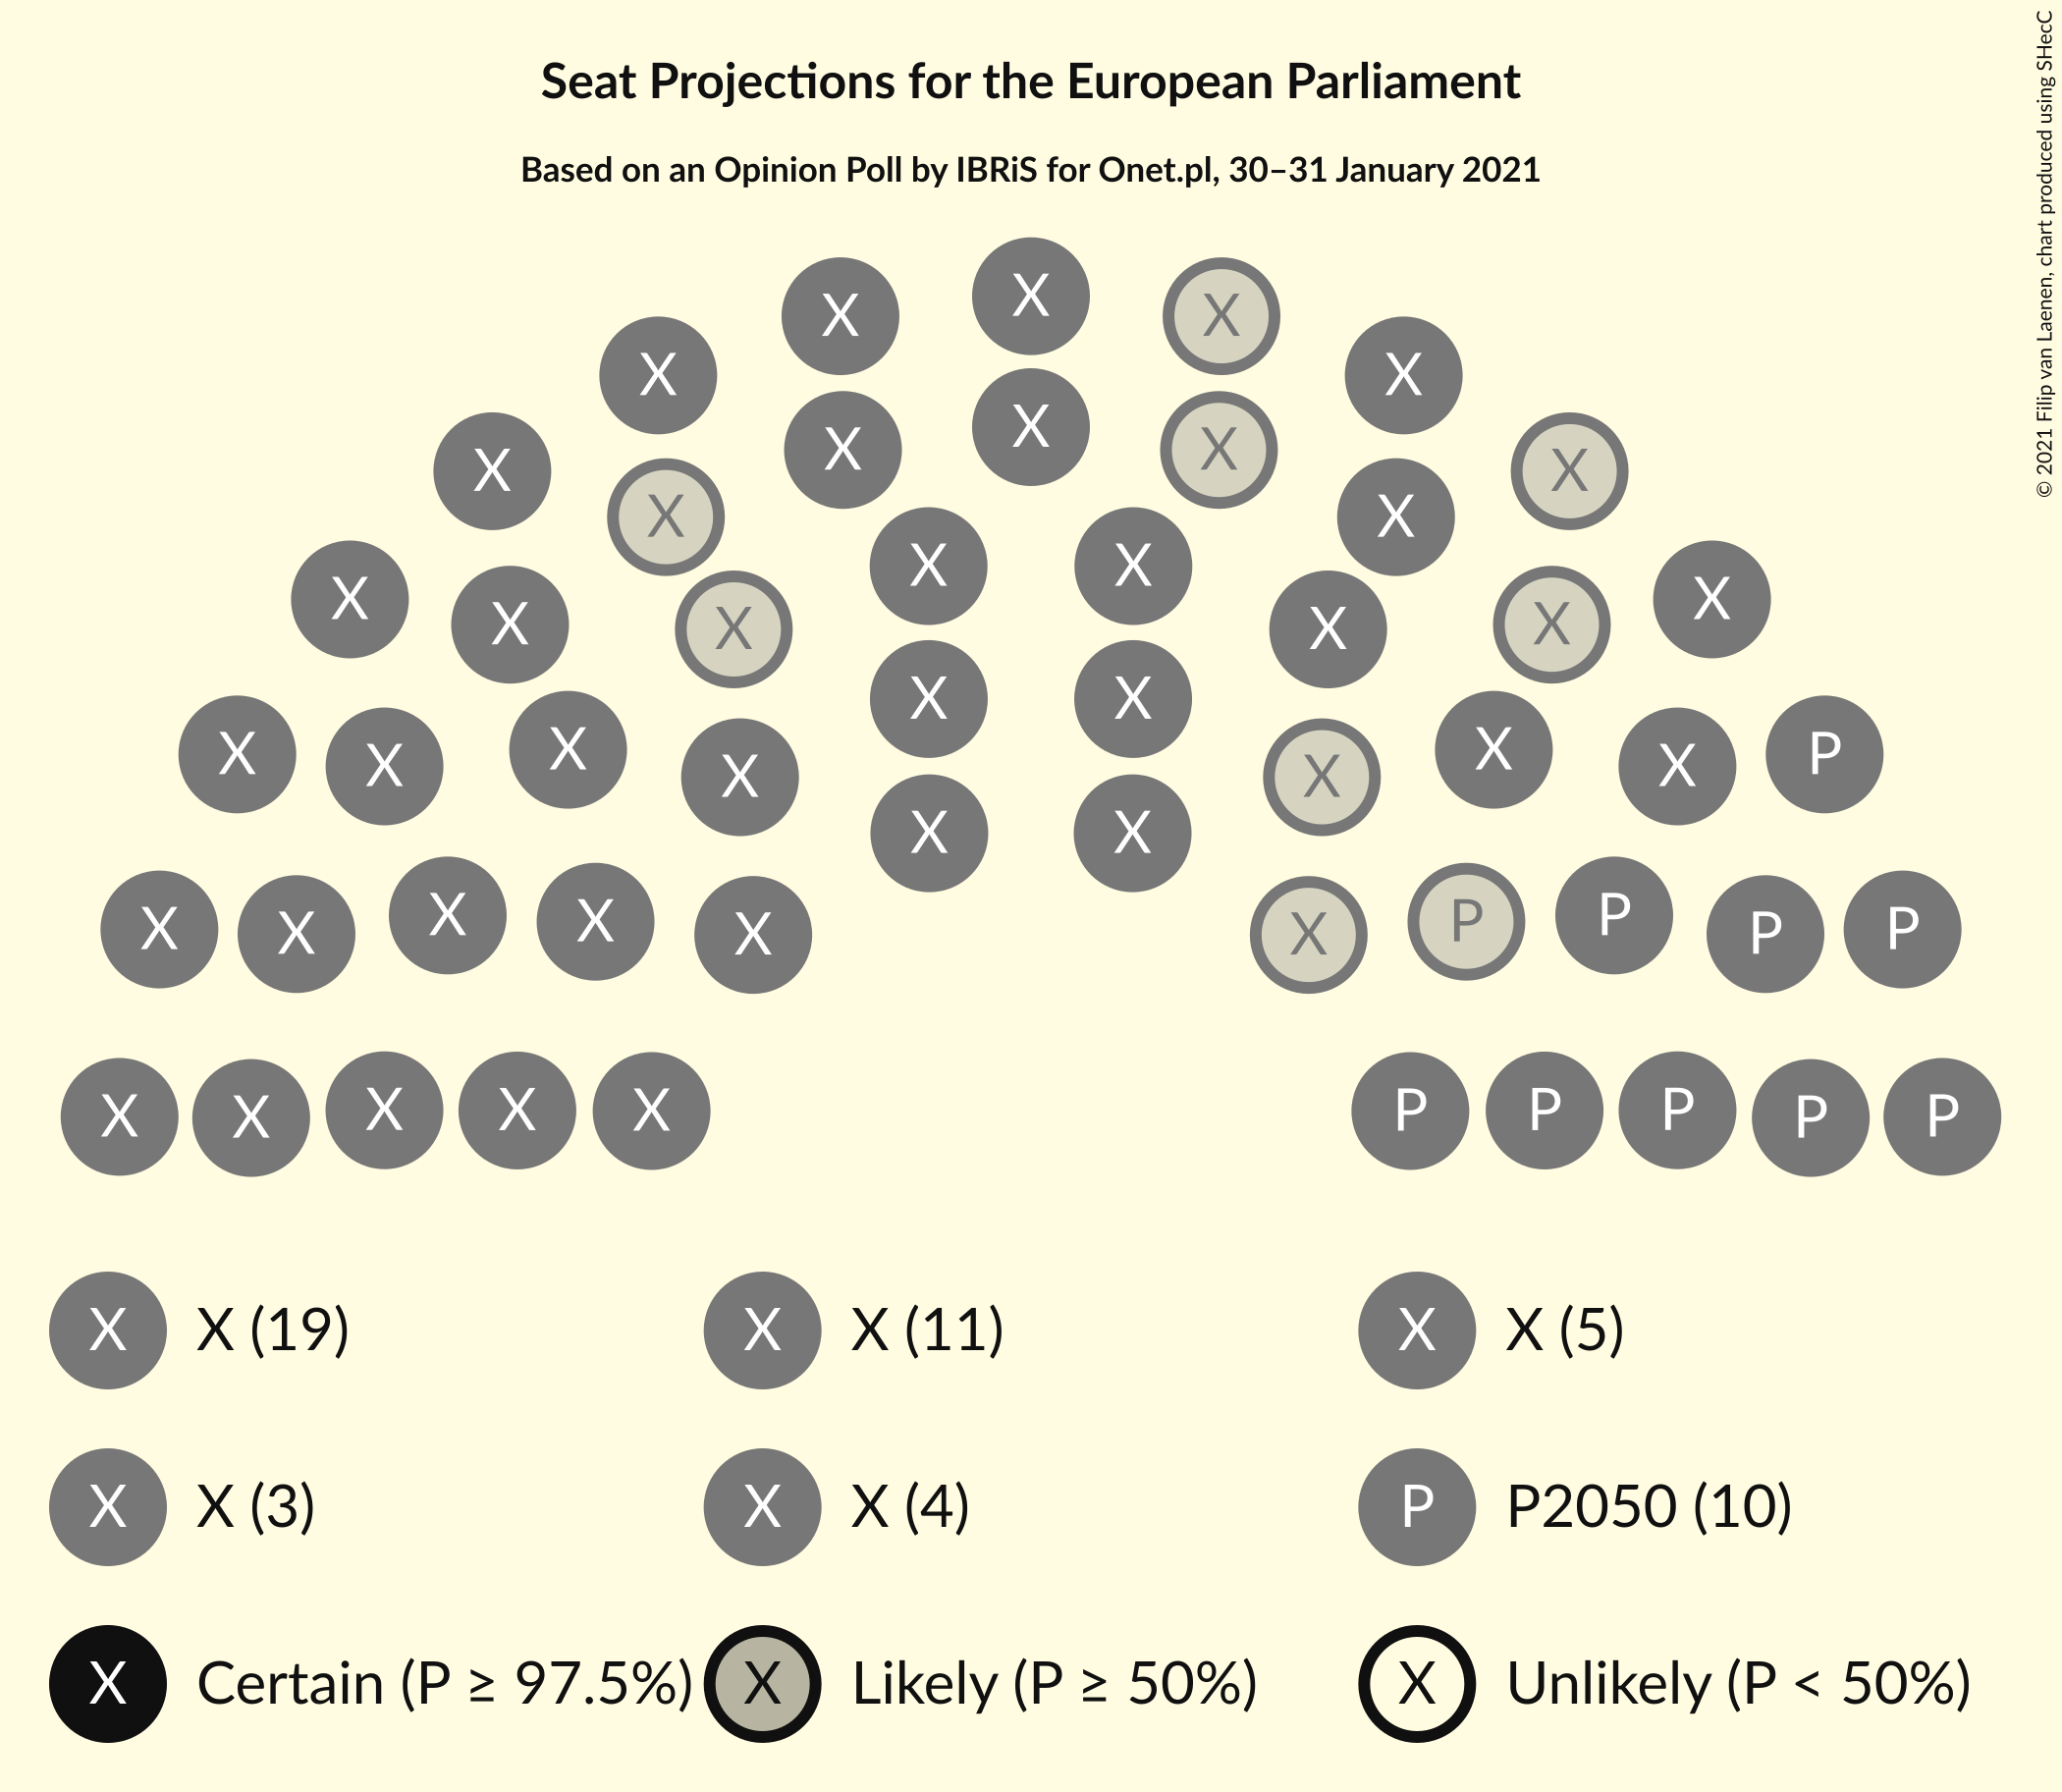 Seat Projections for the European Parliament
Based on an Opinion Poll by IBRiS for Onet.pl, 30–31 January 2021
© 2021 Filip van Laenen, chart produced using SHecC
X X X
X X
X X X
X X
X X
X X
X X X X X X
X X
X X X X X X X P
X X
X X X X X X P P P P
X X X X X P P P P P
X X (19) X X (11) X X (5)
X X (3) X X (4) P P2050 (10)
X Certain (P ≥ 97.5%) X Likely (P ≥ 50%) X Unlikely (P < 50%)